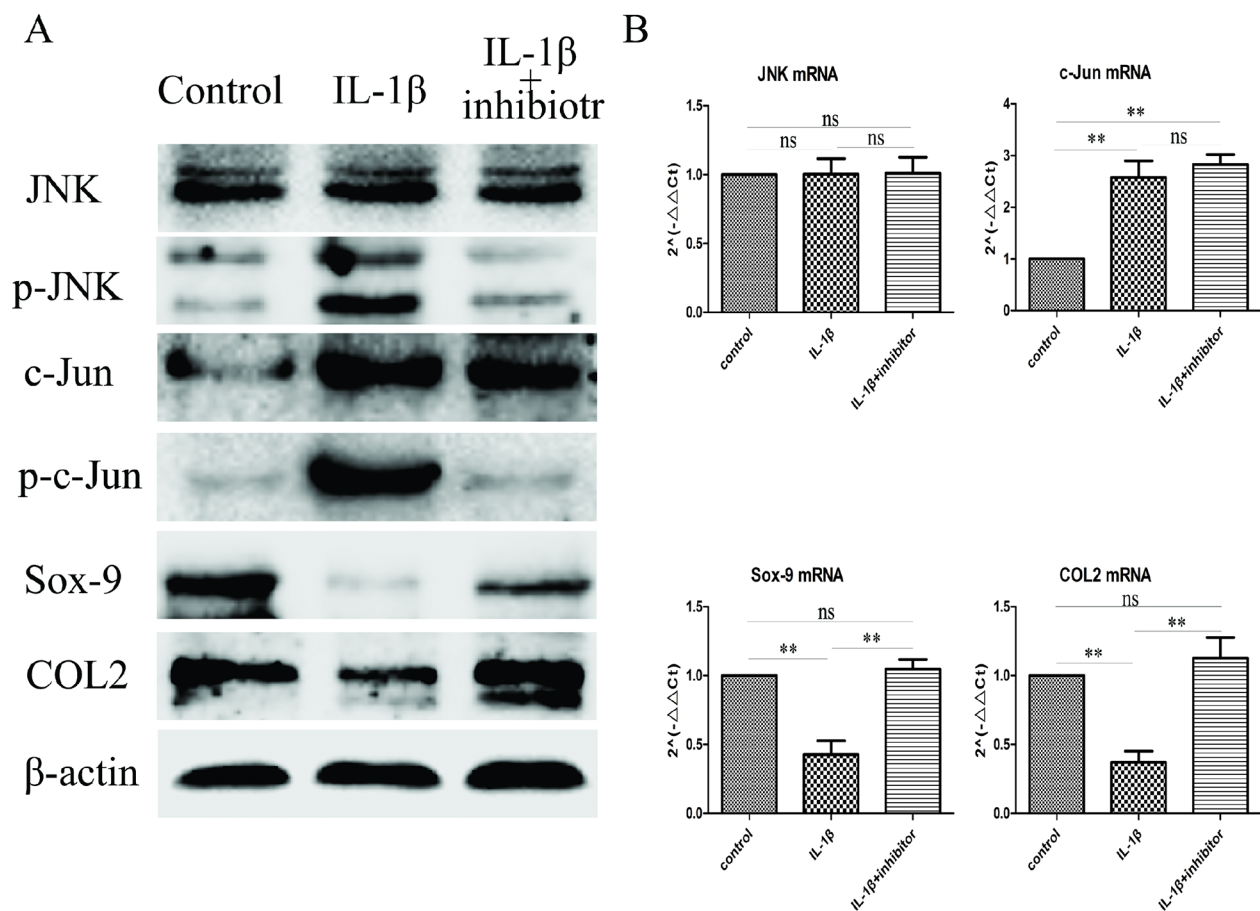 A
Control
IL-1β
IL-1β
+
inhibiotr
JNK
p-JNK
c-Jun
p-c-Jun
Sox-9
COL2
β-actin
B
JNK mRNA
2^(-△△Ct)
1.5
1.0
0.5
0.0
ns
ns
ns
control
IL-1β
IL-1β+inhibitor
c-Jun mRNA
2^(-△△Ct)
4
3
2
1
0
**
**
ns
control
IL-1β
IL-1β+inhibitor
Sox-9 mRNA
2^(-△△Ct)
1.5
1.0
0.5
0.0
ns
**
**
control
IL-1β
IL-1β+inhibitor
COL2 mRNA
2^(-△△Ct)
1.5
1.0
0.5
0.0
ns
**
**
control
IL-1β
IL-1β+inhibitor